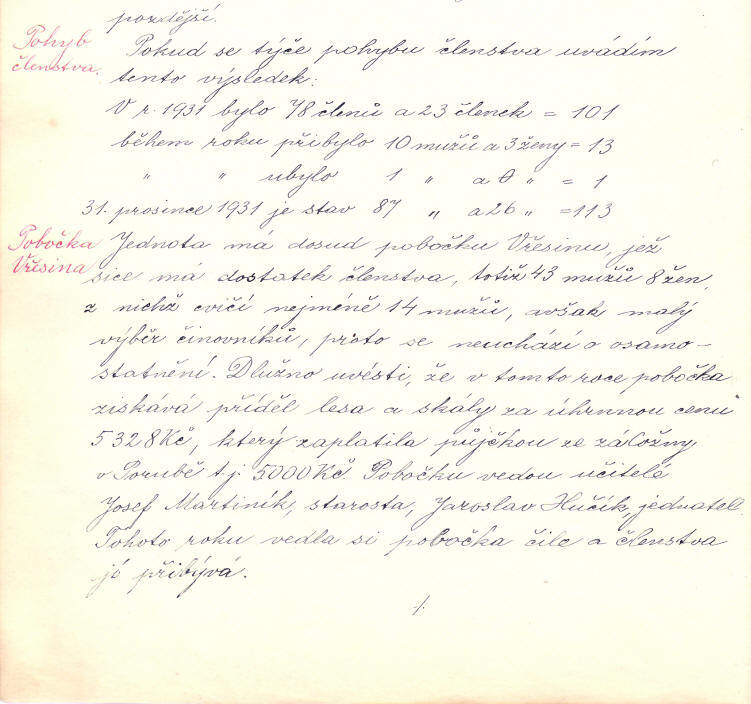 později.
Pohyb
členstva.
Pokud se týče pohybu členstva uvádím
tento výsledek:
V r. 1931 bylo 78 členů a 23 členek = 101
během roku přibylo 10 mužů a 3 ženy = 13
" " ubylo 1 " a 0 " = 1
31. prosince 1931 je stav 87 " a 26 " = 113
Pobočka
Vřesina
Jednota má dosud pobočku Vřesinu, jež
sice má dostatek členstva, totiž 43 mužů 8 žen,
z nichž cvičí nejméně 14 mužů, avšak malý
výběr činovníků, proto se neuchází o osamo-
statnění. Dlužno uvésti, že v tomto roce pobočka
získává příděl lesa a skály za úhrnnou cenu
5328 Kč, který zaplatila půjčkou ze záložny
v Porubě t.j. 5000 Kč. Pobočku vedou učitelé
Josef Martiník, starosta, Jaroslav Hučík, jednatel.
Tohoto roku vedla si pobočka čile a členstva
jí přibývá.
./.